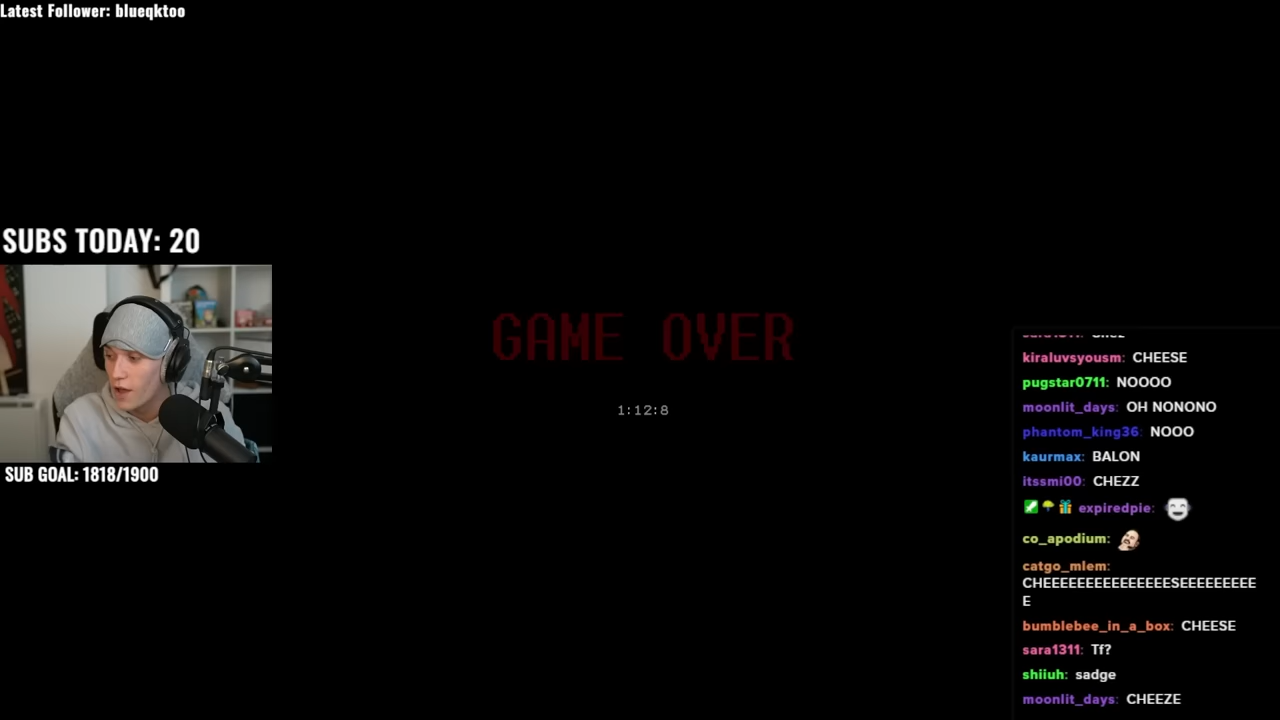 Latest Follower: blueqktoo
SUBS TODAY: 20
SUB GOAL: 1818/1900
GAME OVER
1:12:8
kiraluvsyousm: CHEESE
pugstar0711: NOOOO
moonlit_days: OH NONONO
phantom_king36: NOOO
kaurmax: BALON
itssmi00: CHEZZ
expiredpie:
co_apodium:
catgo_mlem:
CHEEEEEEEEEEEEEEESEEEEEEEEE
E
bumblebee_in_a_box: CHEESE
sara1311: Tf?
shiiuh: sadge
moonlit_days: CHEEZE